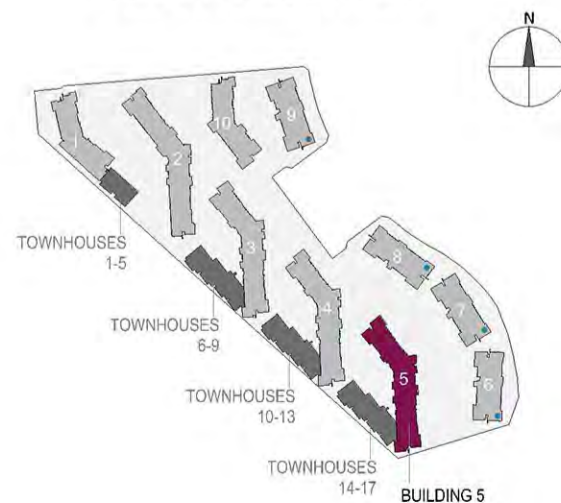 N
10
9
1
2
TOWNHOUSES
1-5
3
8
TOWNHOUSES
6-9
4
7
TOWNHOUSES
10-13
5
6
TOWNHOUSES
14-17
BUILDING 5